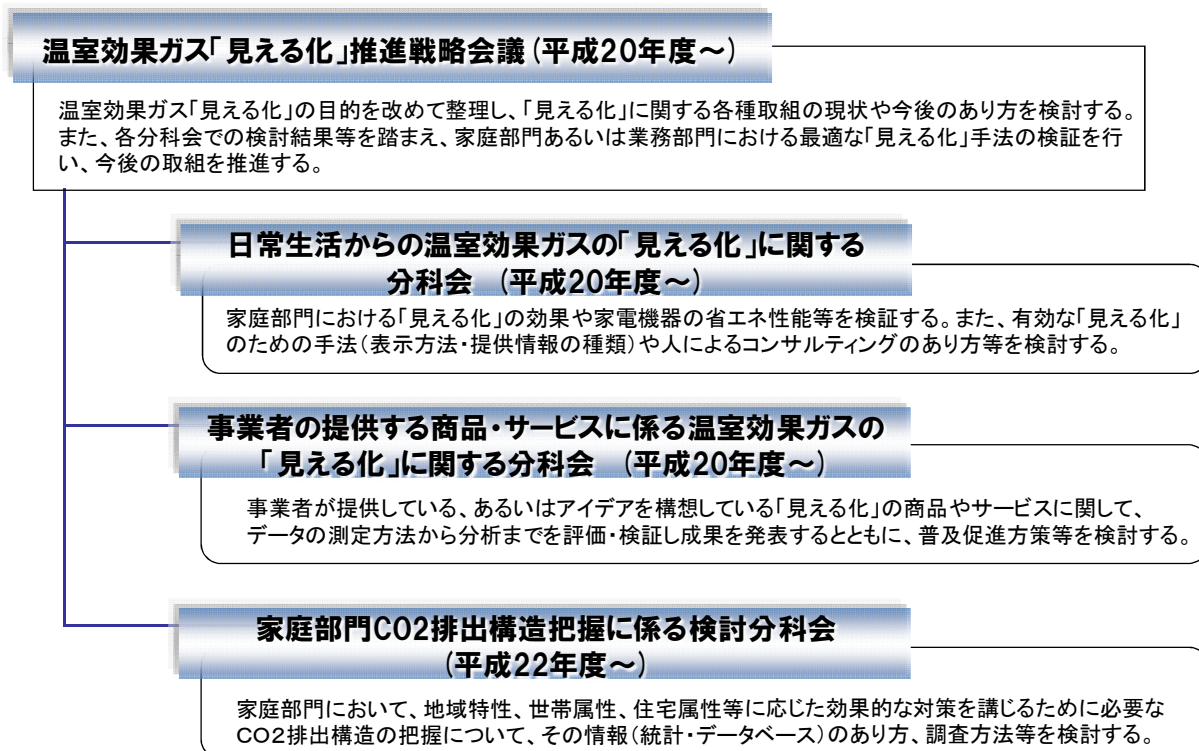 温室効果ガス「見える化」推進戦略会議(平成20年度～)
温室効果ガス「見える化」の目的を改めて整理し、「見える化」に関する各種取組の現状や今後のあり方を検討する。
また、各分科会での検討結果等を踏まえ、家庭部門あるいは業務部門における最適な「見える化」手法の検証を行
い、今後の取組を推進する。
日常生活からの温室効果ガスの「見える化」に関する
分科会　(平成20年度～)
家庭部門における「見える化」の効果や家電機器の省エネ性能等を検証する。また、有効な「見える化」
のための手法(表示方法・提供情報の種類)や人によるコンサルティングのあり方等を検討する。
事業者の提供する商品・サービスに係る温室効果ガスの
「見える化」に関する分科会　(平成20年度～)
事業者が提供している、あるいはアイデアを構想している「見える化」の商品やサービスに関して、
データの測定方法から分析までを評価・検証し成果を発表するとともに、普及促進方策等を検討する。
家庭部門CO2排出構造把握に係る検討分科会
(平成22年度～)
家庭部門において、地域特性、世帯属性、住宅属性等に応じた効果的な対策を講じるために必要な
CO2排出構造の把握について、その情報(統計・データベース)のあり方、調査方法等を検討する。